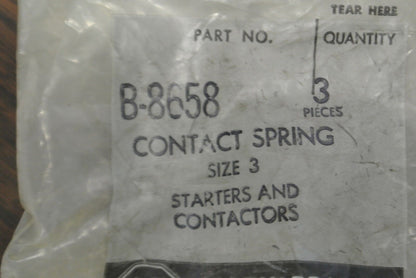 TEAR HERE
PART NO. QUANTITY
B-8658 3
PIECES
CONTACT SPRING
SIZE 3
STARTERS AND
CONTACTORS